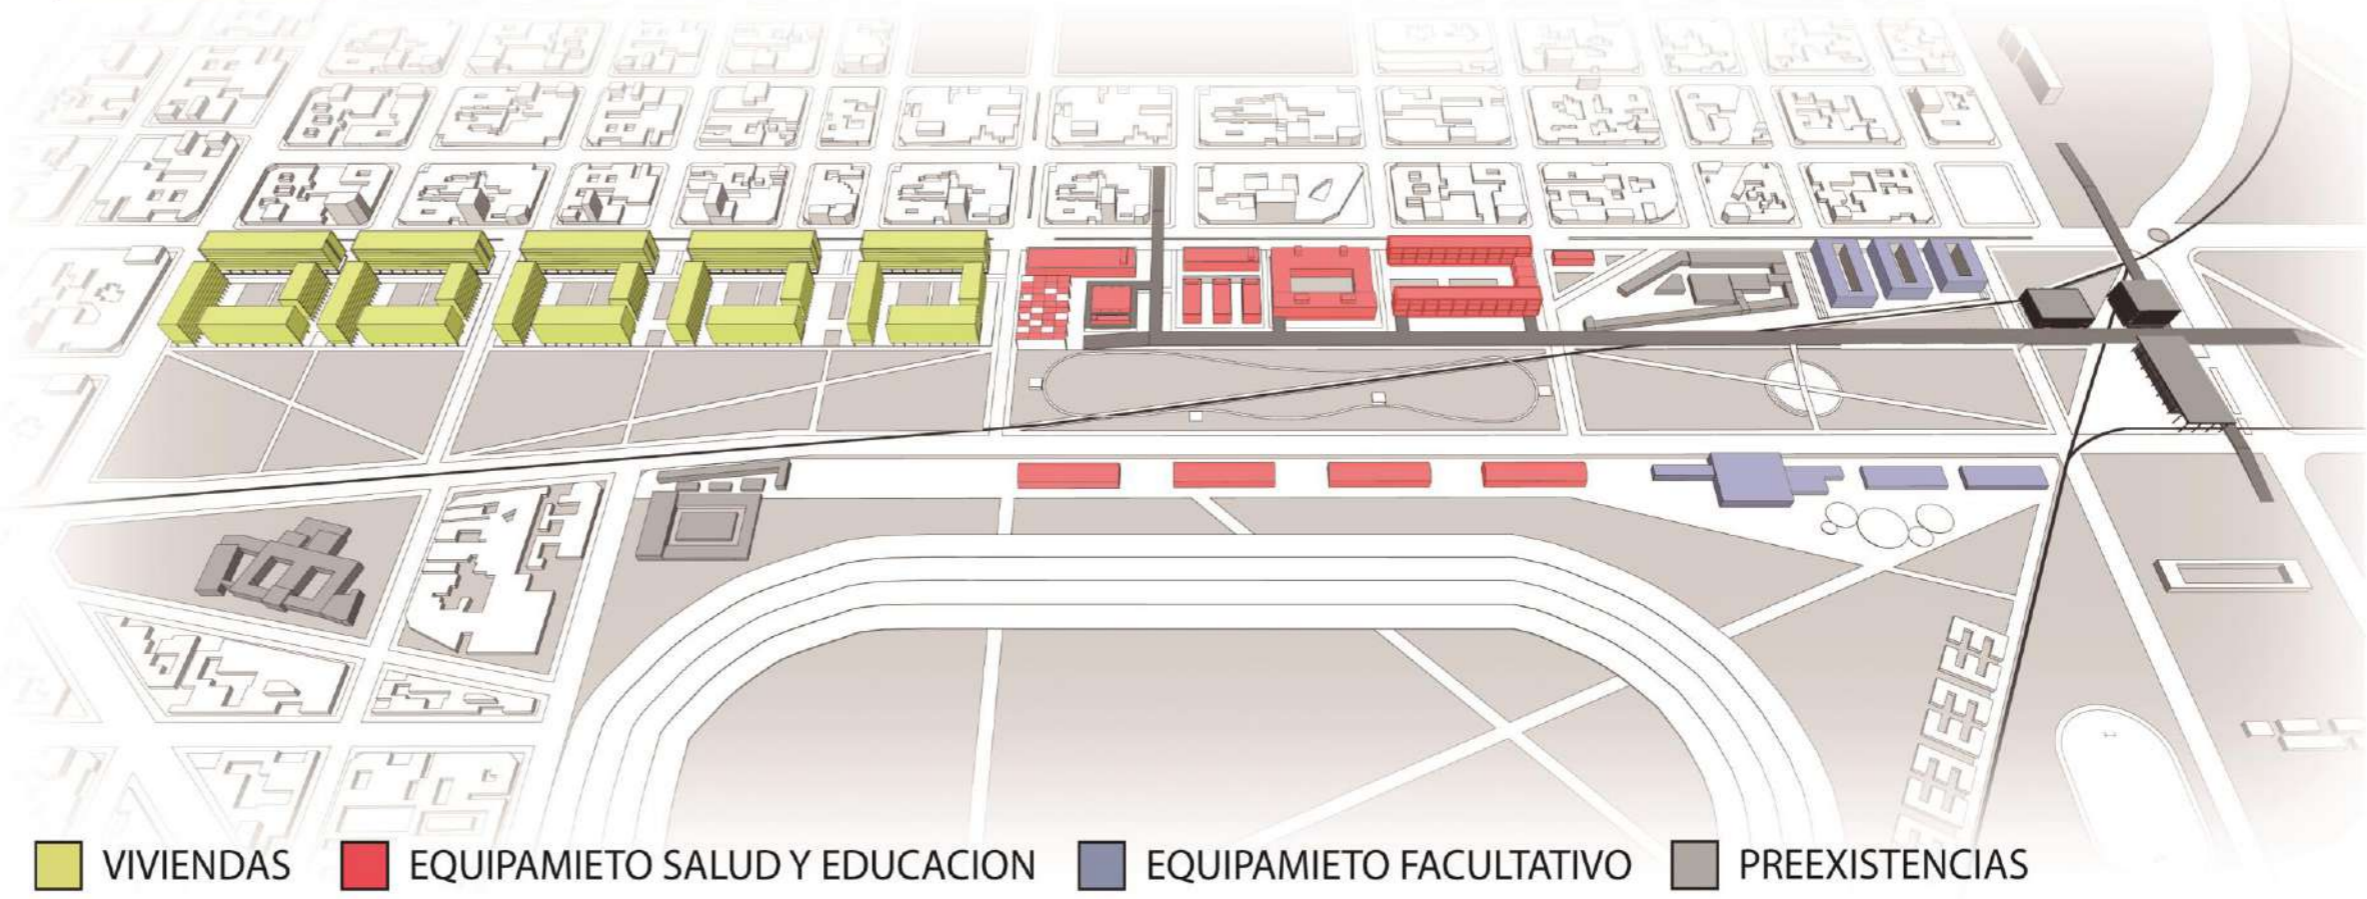 VIVIENDAS
EQUIPAMIETO SALUD Y EDUCACION
EQUIPAMIETO FACULTATIVO
PREEXISTENCIAS